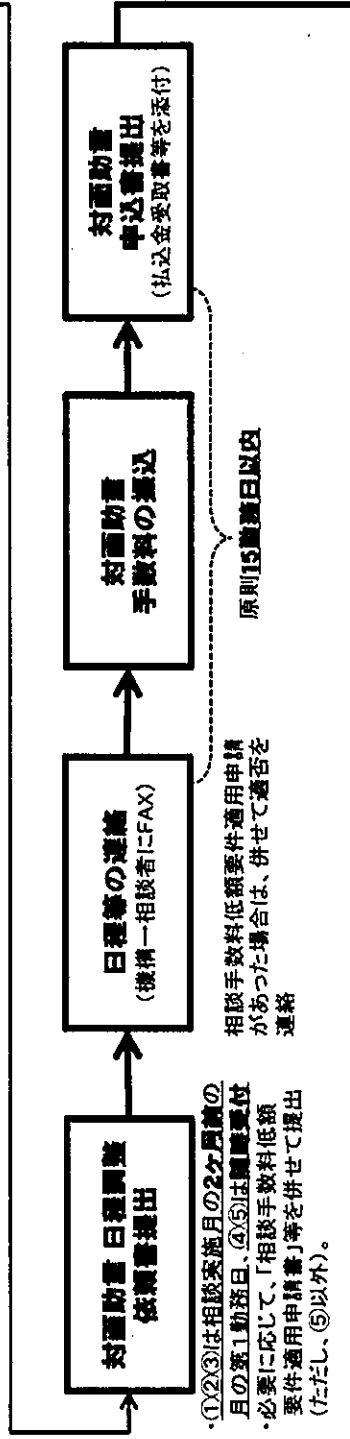 対面助言 日程調整
依頼書提出
・①②③は相談実施月の2ケ月前の
月の第1勤務日、④⑤は随時受付
・必要に応じて、「相談手数料低額
要件適用申請書」等を併せて提出
(ただし、⑤以外)。
日程等の連絡
(機構ー相談者にFAX)
相談手数料低額要件適用申請
があった場合は、併せて適否を
連絡
対面助言
手数料の振込
原則15勤務日以内
対面助言
申込書提出
(払込金受取書等を添付)